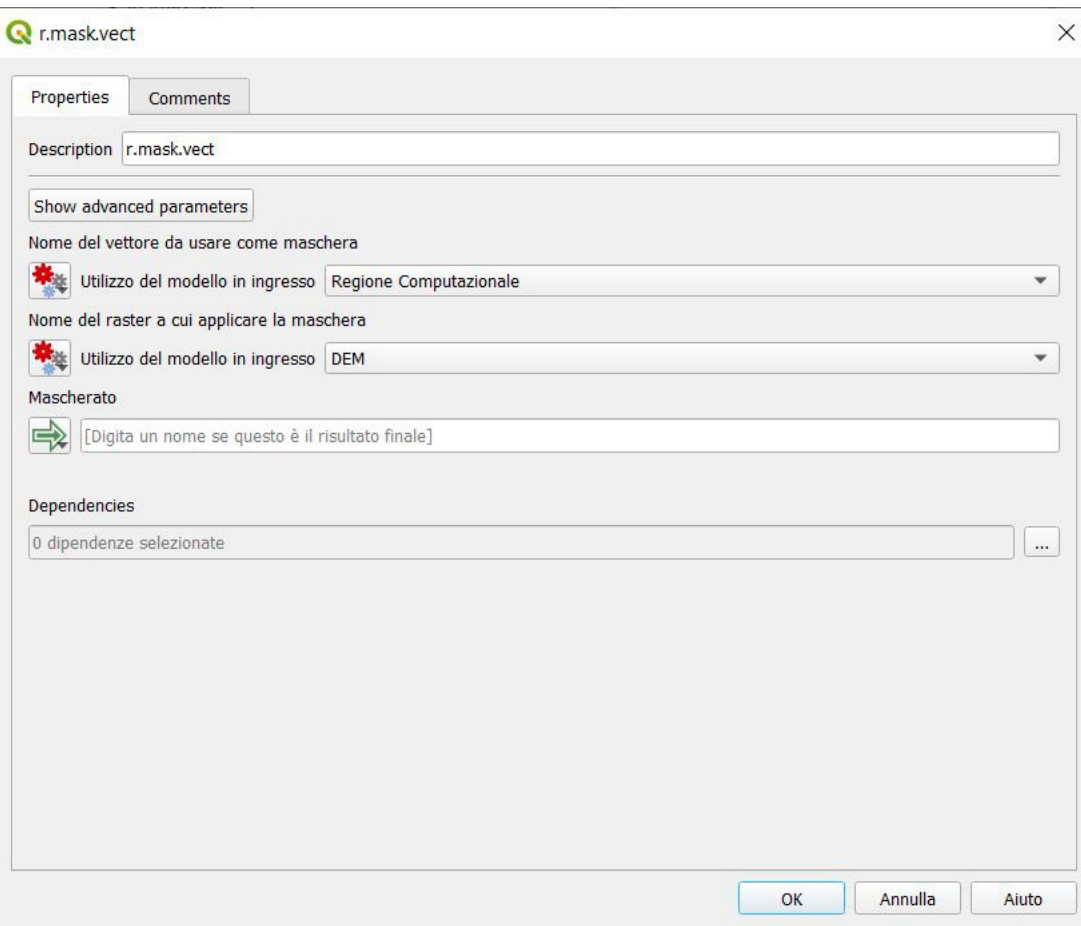 r.mask.vect
Properties
Comments
Description
r.mask.vect
Show advanced parameters
Nome del vettore da usare come maschera
Utilizzo del modello in ingresso
Regione Computazionale
Nome del raster a cui applicare la maschera
Utilizzo del modello in ingresso
DEM
Mascherato
[Digita un nome se questo è il risultato finale]
Dependencies
0 dipendenze selezionate
...
OK
Annulla
Aiuto